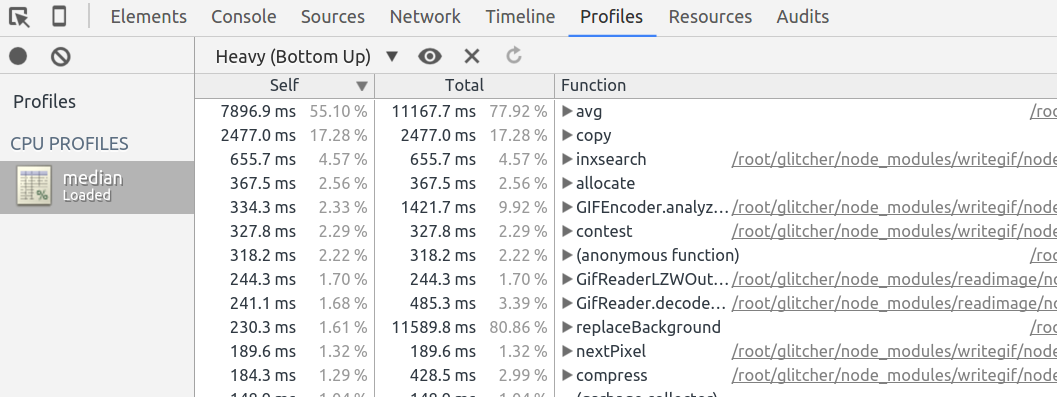 Elements Console Sources Network Timeline Profiles Resources Audits
Heavy (Bottom Up)
Profiles
CPU PROFILES
median
Loaded
Self Total Function
7896.9 ms 55.10 % 11167.7 ms 77.92 % avg /roo
2477.0 ms 17.28 % 2477.0 ms 17.28 % copy
655.7 ms 4.57 % 655.7 ms 4.57 % inxsearch /root/glitcher/node_modules/writegif/node
367.5 ms 2.56 % 367.5 ms 2.56 % allocate
334.3 ms 2.33 % 1421.7 ms 9.92 % GIFEncoder.analyz... /root/glitcher/node_modules/writegif/node
327.8 ms 2.29 % 327.8 ms 2.29 % contest /root/glitcher/node_modules/writegif/node
318.2 ms 2.22 % 318.2 ms 2.22 % (anonymous function) /roo
244.3 ms 1.70 % 244.3 ms 1.70 % GifReaderLZWOut... /root/glitcher/node_modules/readimage/no
241.1 ms 1.68 % 485.3 ms 3.39 % GifReader.decode... /root/glitcher/node_modules/readimage/no
230.3 ms 1.61 % 11589.8 ms 80.86 % replaceBackground /roo
189.6 ms 1.32 % 189.6 ms 1.32 % nextPixel /root/glitcher/node_modules/writegif/node
184.3 ms 1.29 % 428.5 ms 2.99 % compress /root/glitcher/node_modules/writegif/node